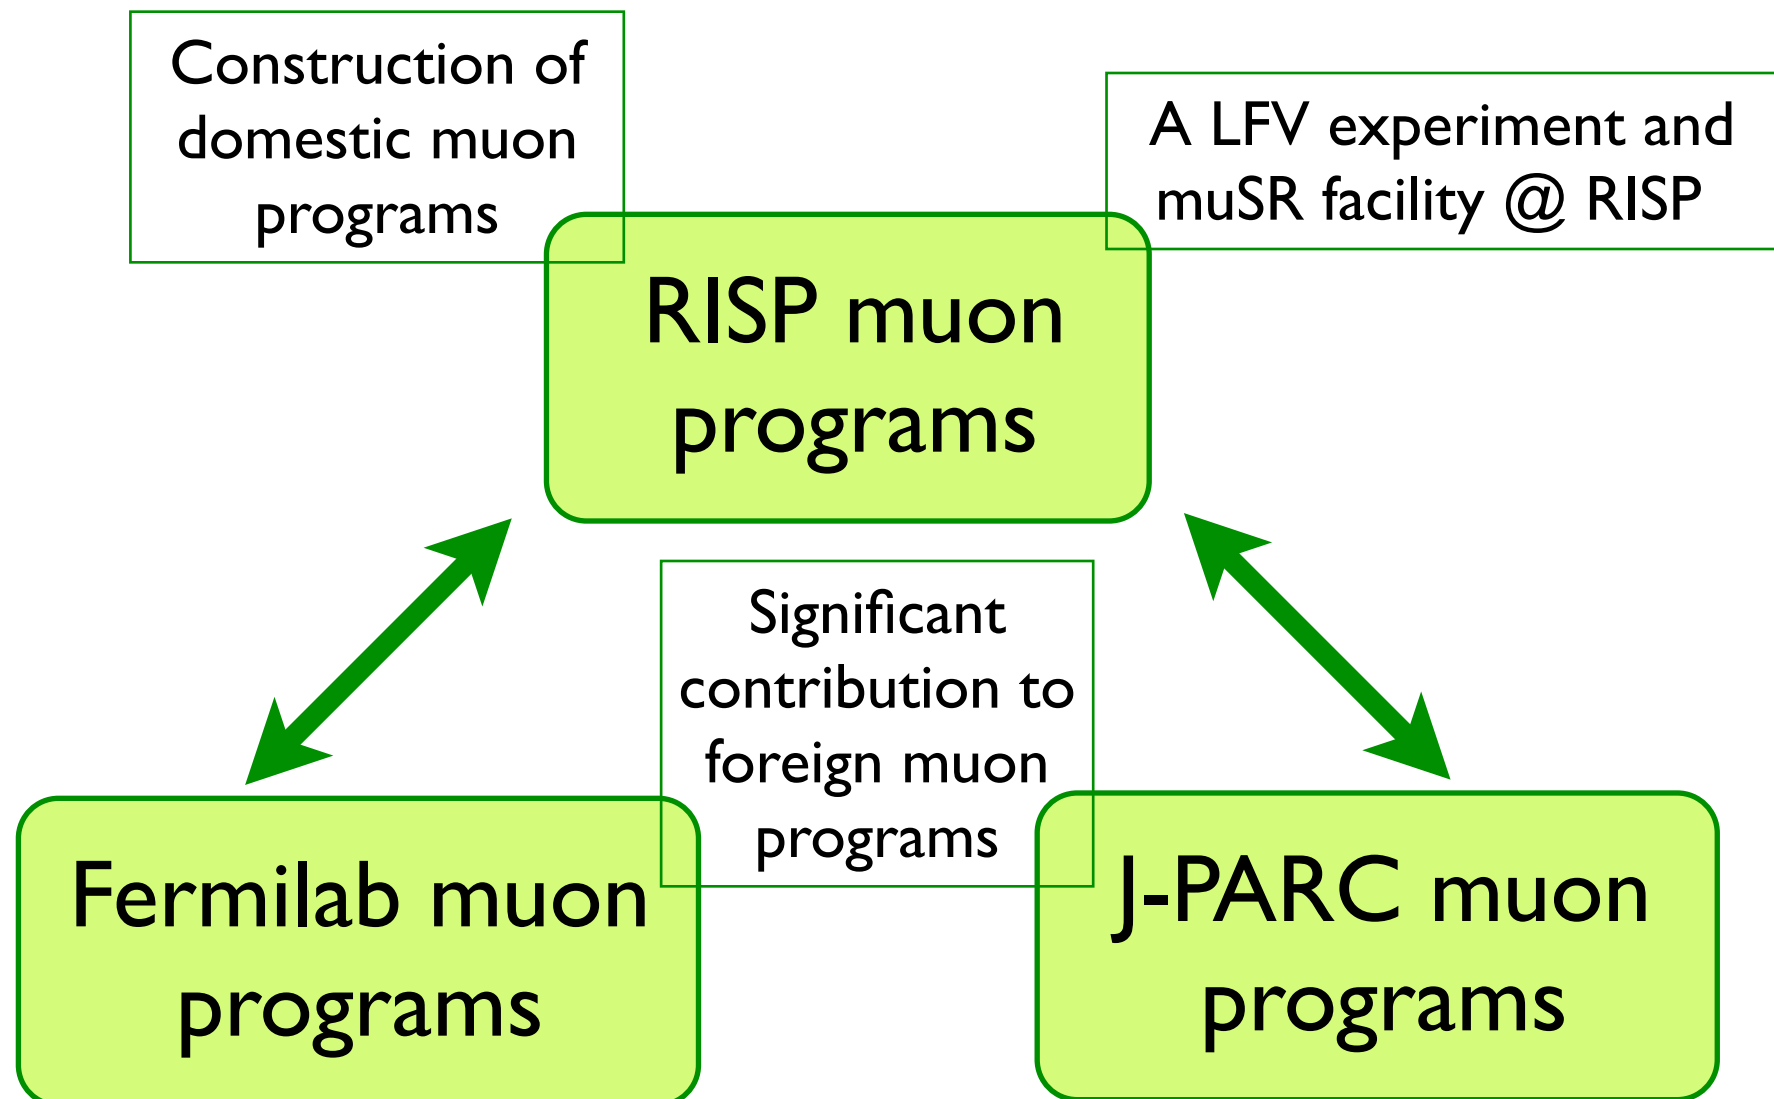 Construction of
domestic muon
programs
A LFV experiment and
muSR facility @ RISP
RISP muon
programs
Significant
contribution to
foreign muon
programs
Fermilab muon
programs
J-PARC muon
programs